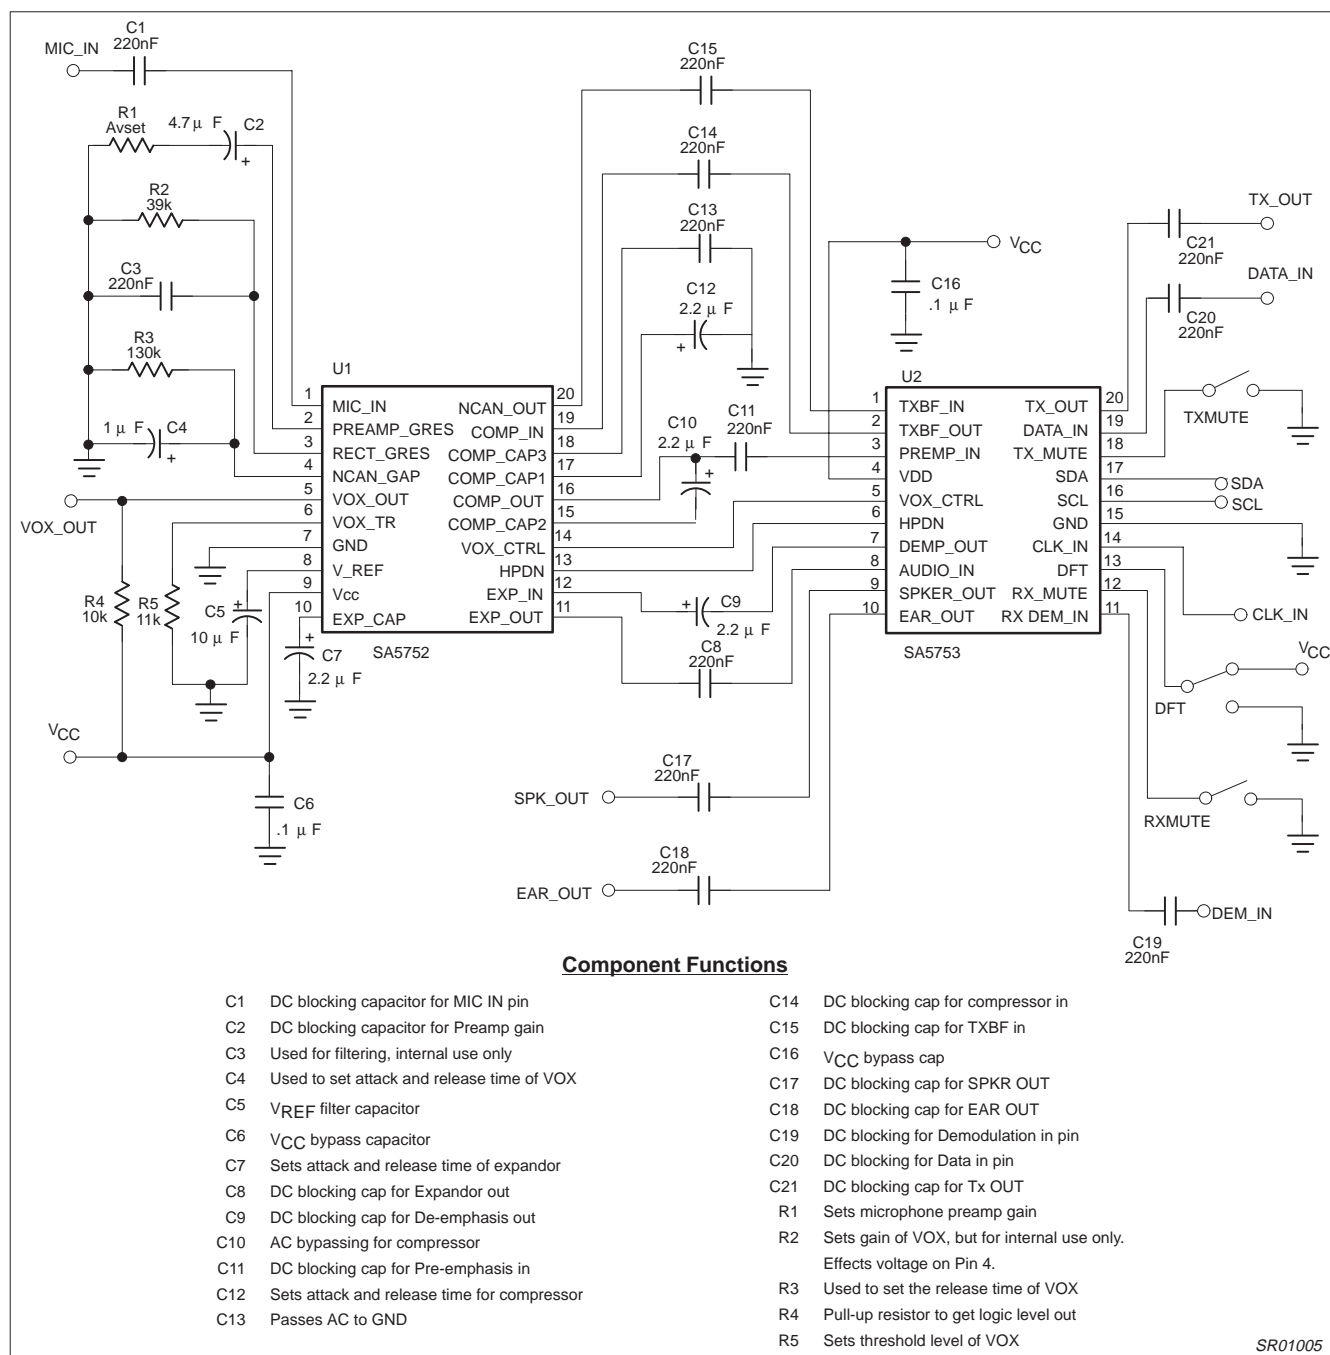 C1
220nF
MIC_IN
R1
Avset
4.7µ F
C2
+
R2
39k
C3
220nF
R3
130k
1 µ F
C4
+
VOX_OUT
R4
10k
R5
11k
C5
+
10 µ F
+
C7
2.2 µ F
VCC
C6
.1 µ F
U1
1
2
3
4
5
6
7
8
9
10
MIC_IN
PREAMP_GRES
RECT_GRES
NCAN_GAP
VOX_OUT
VOX_TR
GND
V_REF
Vcc
EXP_CAP
NCAN_OUT
COMP_IN
COMP_CAP3
COMP_CAP1
COMP_OUT
COMP_CAP2
VOX_CTRL
HPDN
EXP_IN
EXP_OUT
20
19
18
17
16
15
14
13
12
11
SA5752
C15
220nF
C14
220nF
C13
220nF
C12
2.2 µ F
+
C10
2.2 µ F
+
C11
220nF
+
C9
2.2 µ F
C8
220nF
C17
220nF
SPK_OUT
C18
220nF
EAR_OUT
VCC
C16
.1 µ F
U2
1
2
3
4
5
6
7
8
9
10
TXBF_IN
TXBF_OUT
PREMP_IN
VDD
VOX_CTRL
HPDN
DEMP_OUT
AUDIO_IN
SPKER_OUT
EAR_OUT
TX_OUT
DATA_IN
TX_MUTE
SDA
SCL
GND
CLK_IN
DFT
RX_MUTE
RX DEM_IN
20
19
18
17
16
15
14
13
12
11
SA5753
TX_OUT
C21
220nF
DATA_IN
C20
220nF
TXMUTE
SDA
SCL
CLK_IN
VCC
DFT
RXMUTE
DEM_IN
C19
220nF
Component Functions
C1 DC blocking capacitor for MIC IN pin
C2 DC blocking capacitor for Preamp gain
C3 Used for filtering, internal use only
C4 Used to set attack and release time of VOX
C5 VREF filter capacitor
C6 VCC bypass capacitor
C7 Sets attack and release time of expandor
C8 DC blocking cap for Expandor out
C9 DC blocking cap for De-emphasis out
C10 AC bypassing for compressor
C11 DC blocking cap for Pre-emphasis in
C12 Sets attack and release time for compressor
C13 Passes AC to GND
C14 DC blocking cap for compressor in
C15 DC blocking cap for TXBF in
C16 VCC bypass cap
C17 DC blocking cap for SPKR OUT
C18 DC blocking cap for EAR OUT
C19 DC blocking for Demodulation in pin
C20 DC blocking for Data in pin
C21 DC blocking cap for Tx OUT
R1 Sets microphone preamp gain
R2 Sets gain of VOX, but for internal use only.
Effects voltage on Pin 4.
R3 Used to set the release time of VOX
R4 Pull-up resistor to get logic level out
R5 Sets threshold level of VOX
SR01005